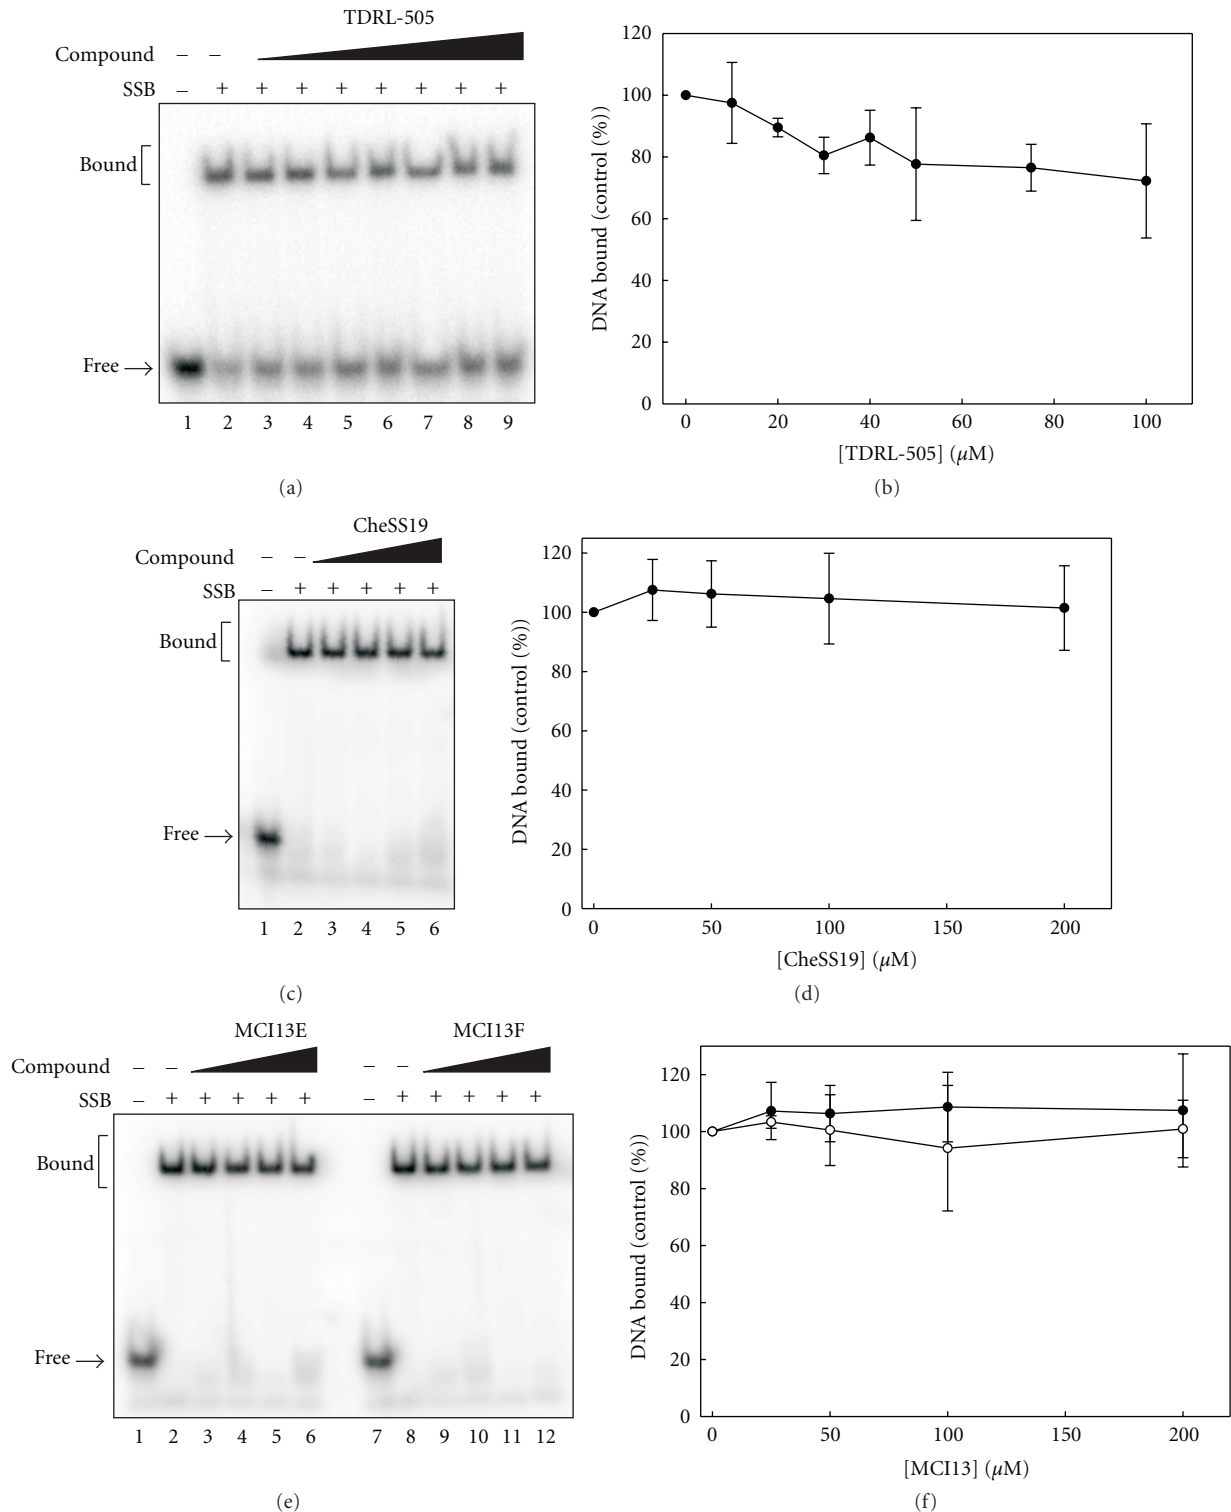 TDRL-505
Compound – –
SSB – + + + + + + + +
Bound
Free
1 2 3 4 5 6 7 8 9
(a)
120
100
80
60
40
20
0
DNA bound (control (%))
0 20 40 60 80 100
[TDRL-505] (μM)
(b)
CheSS19
Compound – –
SSB – + + + + +
Bound
Free
1 2 3 4 5 6
(c)
120
100
80
60
40
20
0
DNA bound (control (%))
0 50 100 150 200
[CheSS19] (μM)
(d)
MCI13E MCI13F
Compound – – – –
SSB + + + + + – + + + + +
Bound
Free
1 2 3 4 5 6 7 8 9 10 11 12
(e)
120
100
80
60
40
20
0
DNA bound (control (%))
0 50 100 150 200
[MCI13] (μM)
(f)